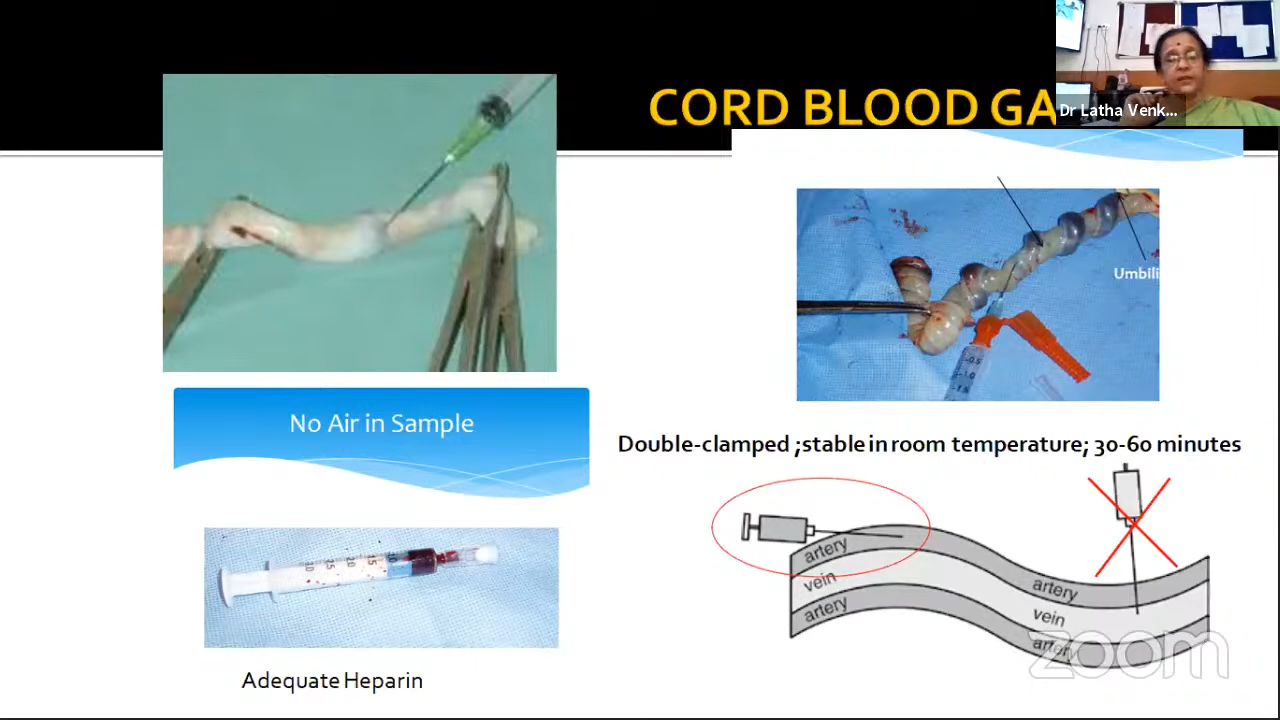 CORD BLOOD GA
Dr Latha Venk...
Umbili
No Air in Sample
Double-clamped ;stable in room temperature; 30-60 minutes
artery
vein
artery
artery
vein
artery
Adequate Heparin
zoom